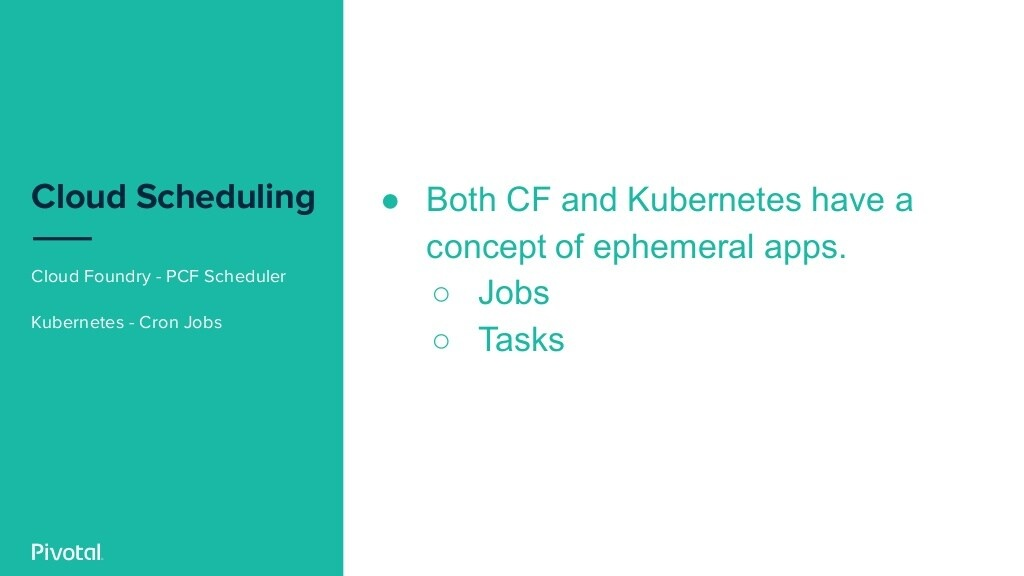 Cloud Scheduling
Cloud Foundry - PCF Scheduler
Kubernetes - Cron Jobs
● Both CF and Kubernetes have a
concept of ephemeral apps.
○ Jobs
○ Tasks
Pivotal